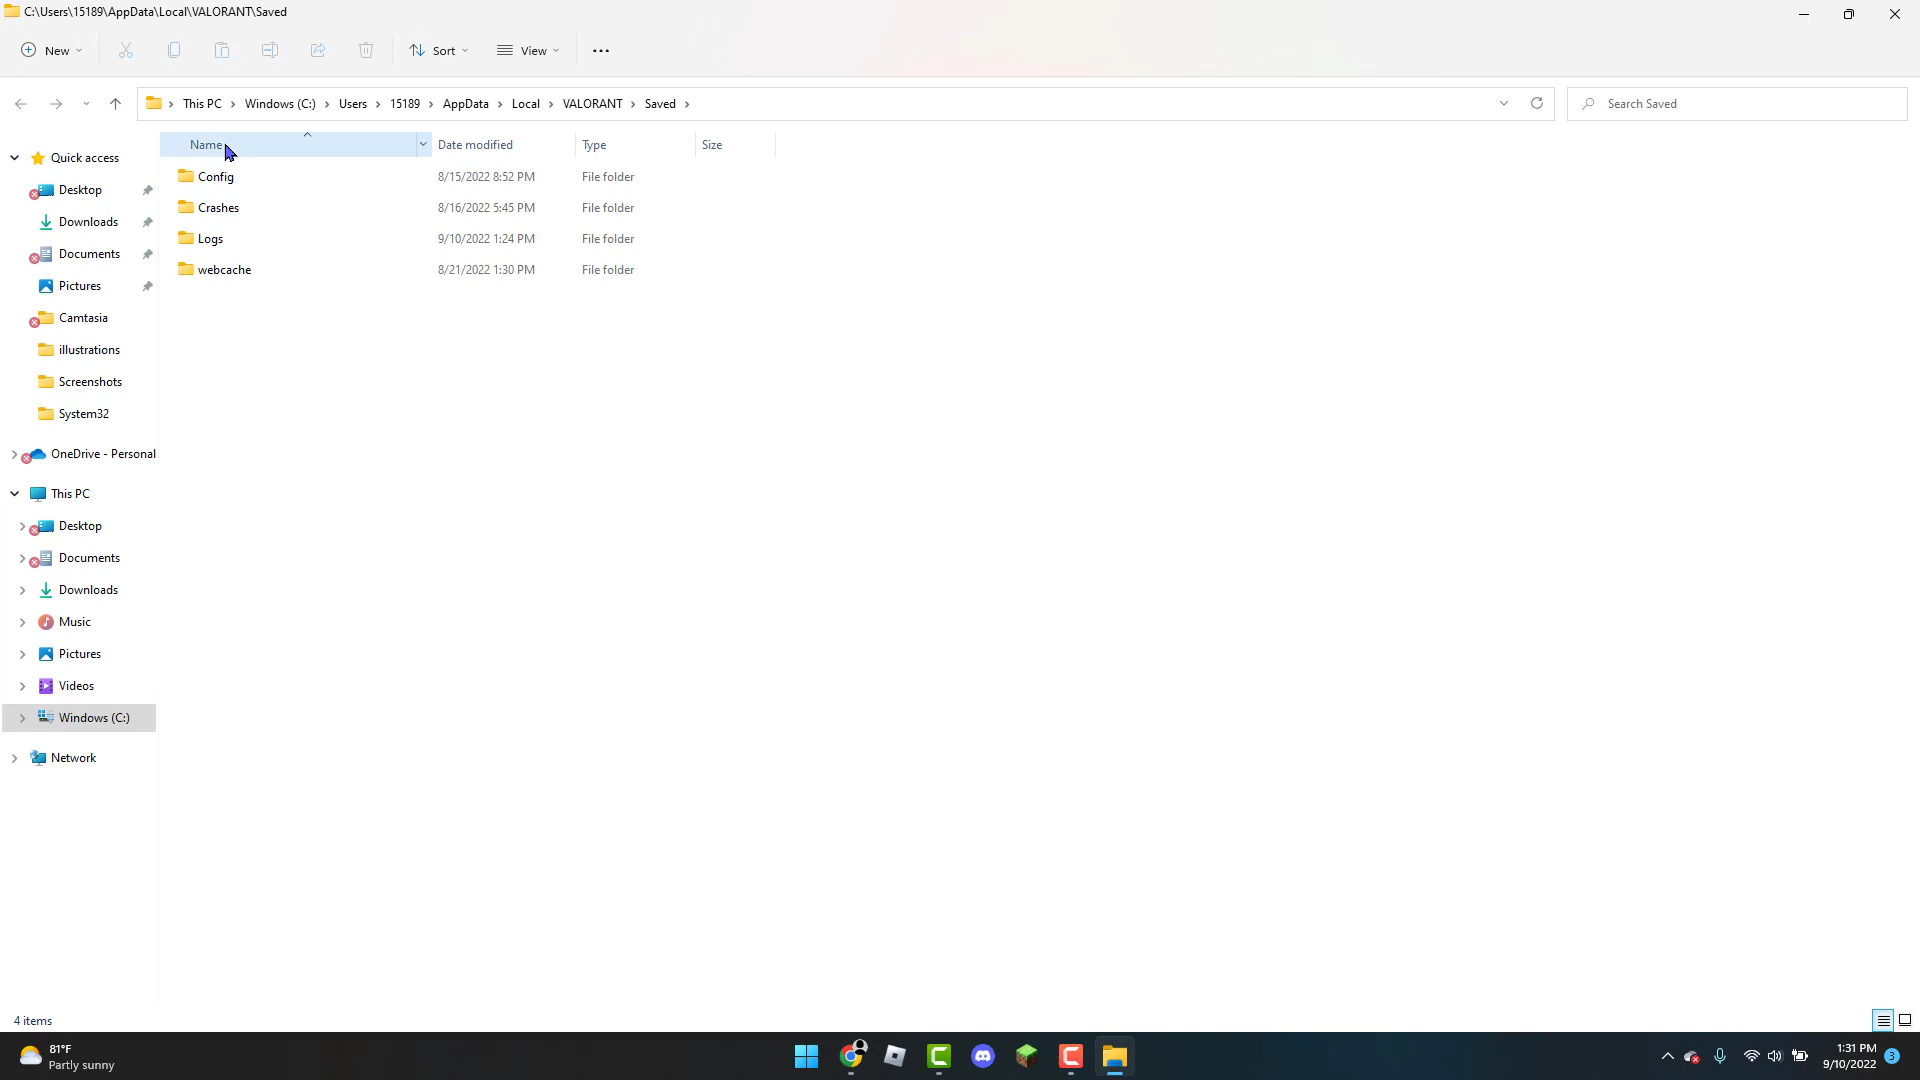 C:\Users\15189\AppData\Local\VALORANT\Saved
New
Sort
View
This PC
Windows (C:)
Users
15189
AppData
Local
VALORANT
Saved
Search Saved
Name
Date modified
Type
Size
Config 8/15/2022 8:52 PM File folder
Crashes 8/16/2022 5:45 PM File folder
Logs 9/10/2022 1:24 PM File folder
webcache 8/21/2022 1:30 PM File folder
Quick access
Desktop
Downloads
Documents
Pictures
Camtasia
illustrations
Screenshots
System32
OneDrive - Personal
This PC
Desktop
Documents
Downloads
Music
Pictures
Videos
Windows (C:)
Network
4 items
81°F
Partly sunny
1:31 PM
9/10/2022
3